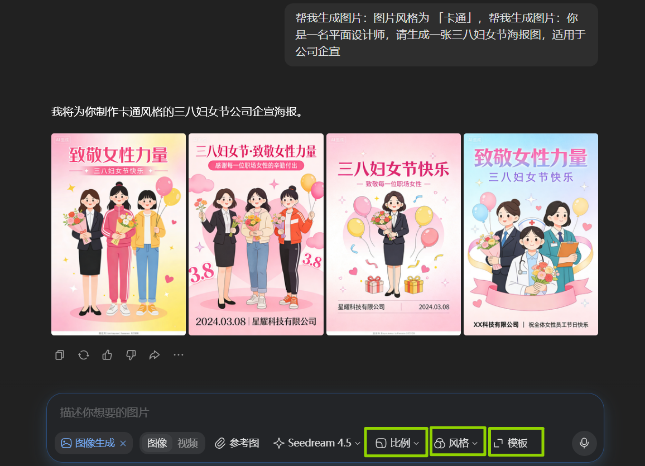 帮我生成图片：图片风格为 「卡通」，帮我生成图片：你
是一名平面设计师，请生成一张三八妇女节海报图，适用于
公司企宣
我将为你制作卡通风格的三八妇女节公司企宣海报。
致敬女性力量
三八妇女节快乐
三八妇女节·致敬女性力量
感谢每一位职场女性的辛勤付出
3.8
3.8
2024.03.08 | 星耀科技有限公司
三八妇女节快乐
致敬每一位职场女性
星耀科技有限公司
2024.03.08
致敬女性力量
三八妇女节快乐
XX科技有限公司 | 祝全体女性员工节日快乐
描述你想要的图片
图像生成 ×
图像 视频
参考图
Seedream 4.5
比例
风格
模板